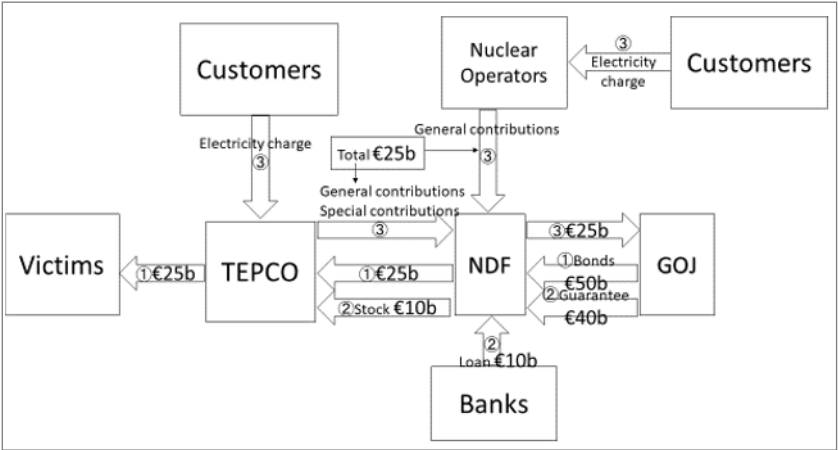 Customers
Nuclear
Operators
③
Electricity
charge
Customers
Electricity charge
③
General contributions
③
Total €25b
General contributions
Special contributions
③
Victims
①€25b
TEPCO
①€25b
②Stock €10b
NDF
③€25b
①Bonds
€50b
②Guarantee
€40b
GOJ
②
Loan €10b
Banks